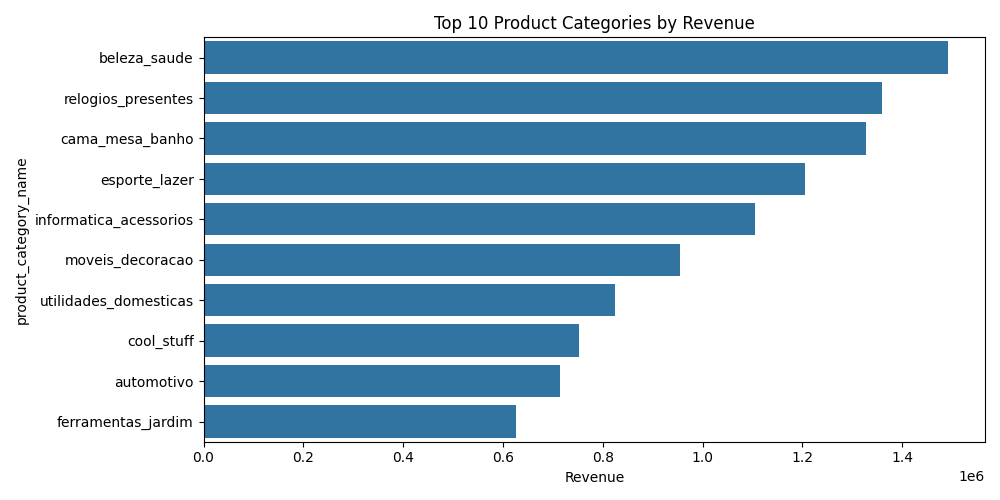 Top 10 Product Categories by Revenue
product_category_name
beleza_saude
relogios_presentes
cama_mesa_banho
esporte_lazer
informatica_acessorios
moveis_decoracao
utilidades_domesticas
cool_stuff
automotivo
ferramentas_jardim
0.0 0.2 0.4 0.6 0.8 1.0 1.2 1.4
1e6
Revenue